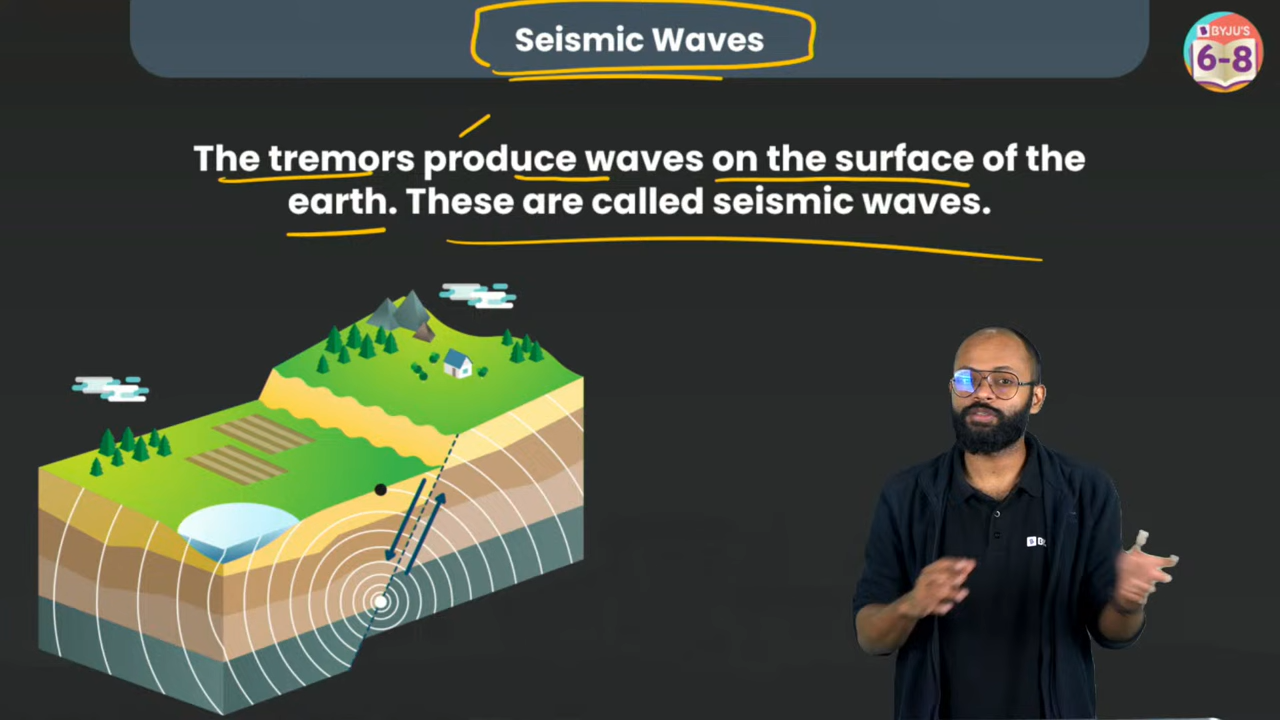 Seismic Waves
BYJU'S
6-8
The tremors produce waves on the surface of the
earth. These are called seismic waves.